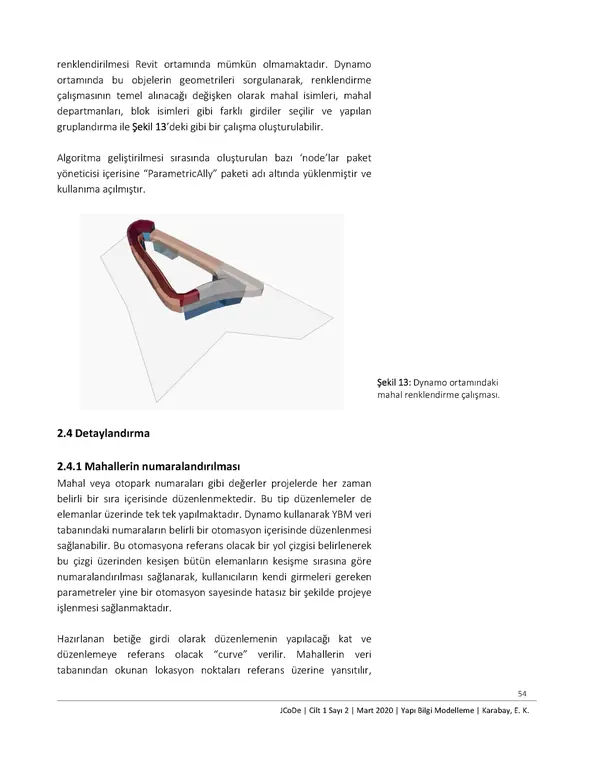 renklendirilmesi Revit ortamında mümkün olmamaktadır. Dynamo
ortamında bu objelerin geometrileri sorgulanarak, renklendirme
çalışmasının temel alınacağı değişken olarak mahal isimleri, mahal
departmanları, blok isimleri gibi farklı girdiler seçilir ve yapılan
gruplandırma ile Şekil 13'deki gibi bir çalışma oluşturulabilir.
Algoritma geliştirilmesi sırasında oluşturulan bazı ‘node’lar paket
yöneticisi içerisine “ParametricAlly” paketi adı altında yüklenmiştir ve
kullanıma açılmıştır.
Şekil 13: Dynamo ortamındaki
mahal renklendirme çalışması.
2.4 Detaylandırma
2.4.1 Mahallerin numaralandırılması
Mahal veya otopark numaraları gibi değerler projelerde her zaman
belirli bir sıra içerisinde düzenlenmektedir. Bu tip düzenlemeler de
elemanlar üzerinde tek tek yapılmaktadır. Dynamo kullanarak YBM veri
tabanındaki numaraların belirli bir otomasyon içerisinde düzenlenmesi
sağlanabilir. Bu otomasyona referans olacak bir yol çizgisi belirlenerek
bu çizgi üzerinden kesişen bütün elemanların kesişme sırasına göre
numaralandırılması sağlanarak, kullanıcıların kendi girmeleri gereken
parametreler yine bir otomasyon sayesinde hatasız bir şekilde projeye
işlenmesi sağlanmaktadır.
Hazırlanan betiğe girdi olarak düzenlemenin yapılacağı kat ve
düzenlemeye referans olacak “curve” verilir. Mahallerin veri
tabanından okunan lokasyon noktaları referans üzerine yansıtılır,
54
JCoDe | Cilt 1 Sayı 2 | Mart 2020 | Yapı Bilgi Modelleme | Karabay, E. K.